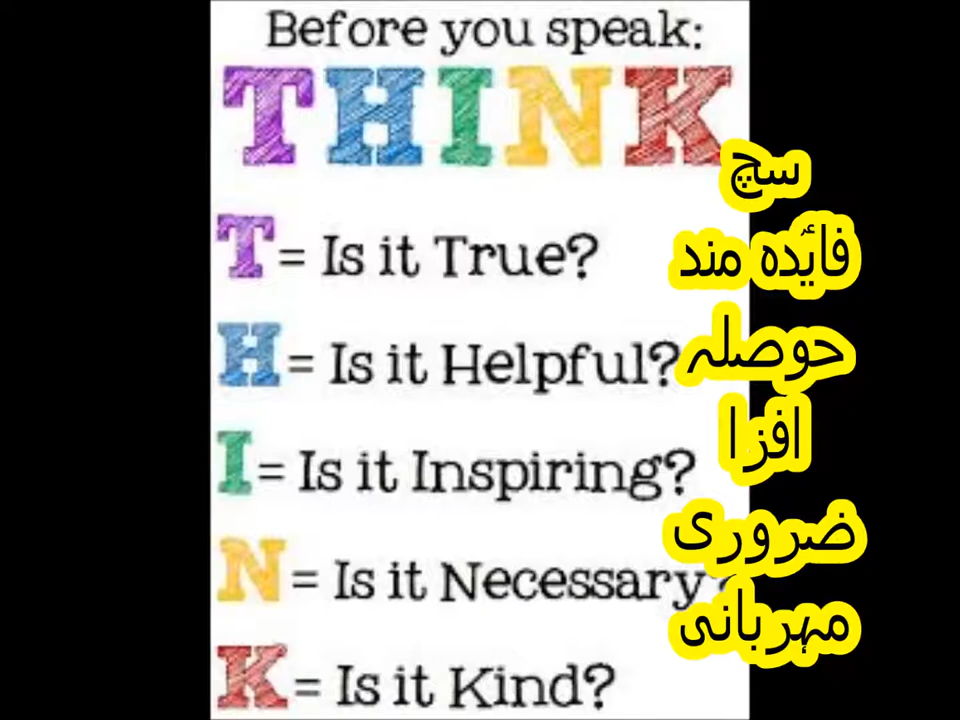 Before you speak:
THINK
T = Is it True?
H = Is it Helpful?
I = Is it Inspiring?
N = Is it Necessary?
K = Is it Kind?
سچ
فائدہ مند
حوصلہ
افزا
ضروری
مہربانی